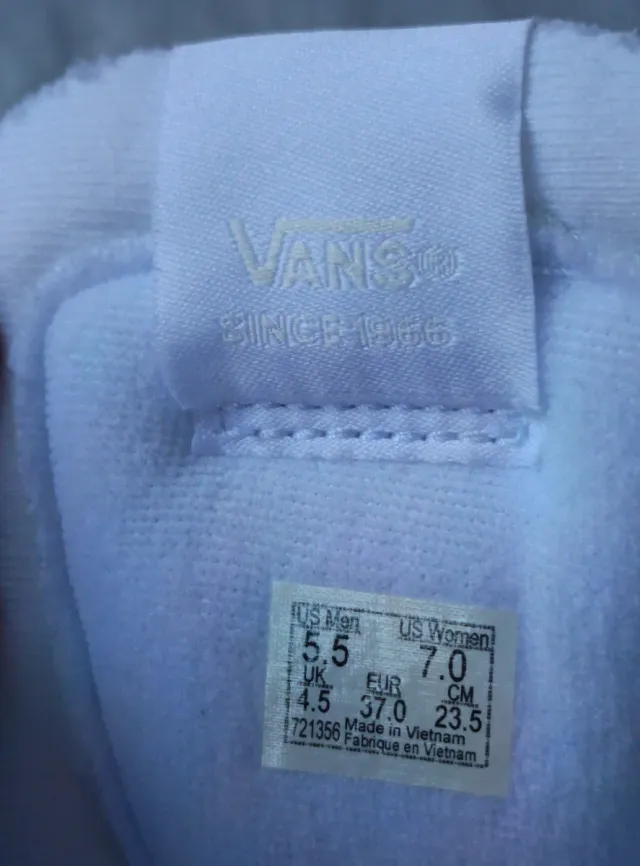 VANS®
SINCE 1966
US Men US Women
5.5 7.0
UK EUR CM
4.5 37.0 23.5
721356 Made in Vietnam
Fabrique en Vietnam